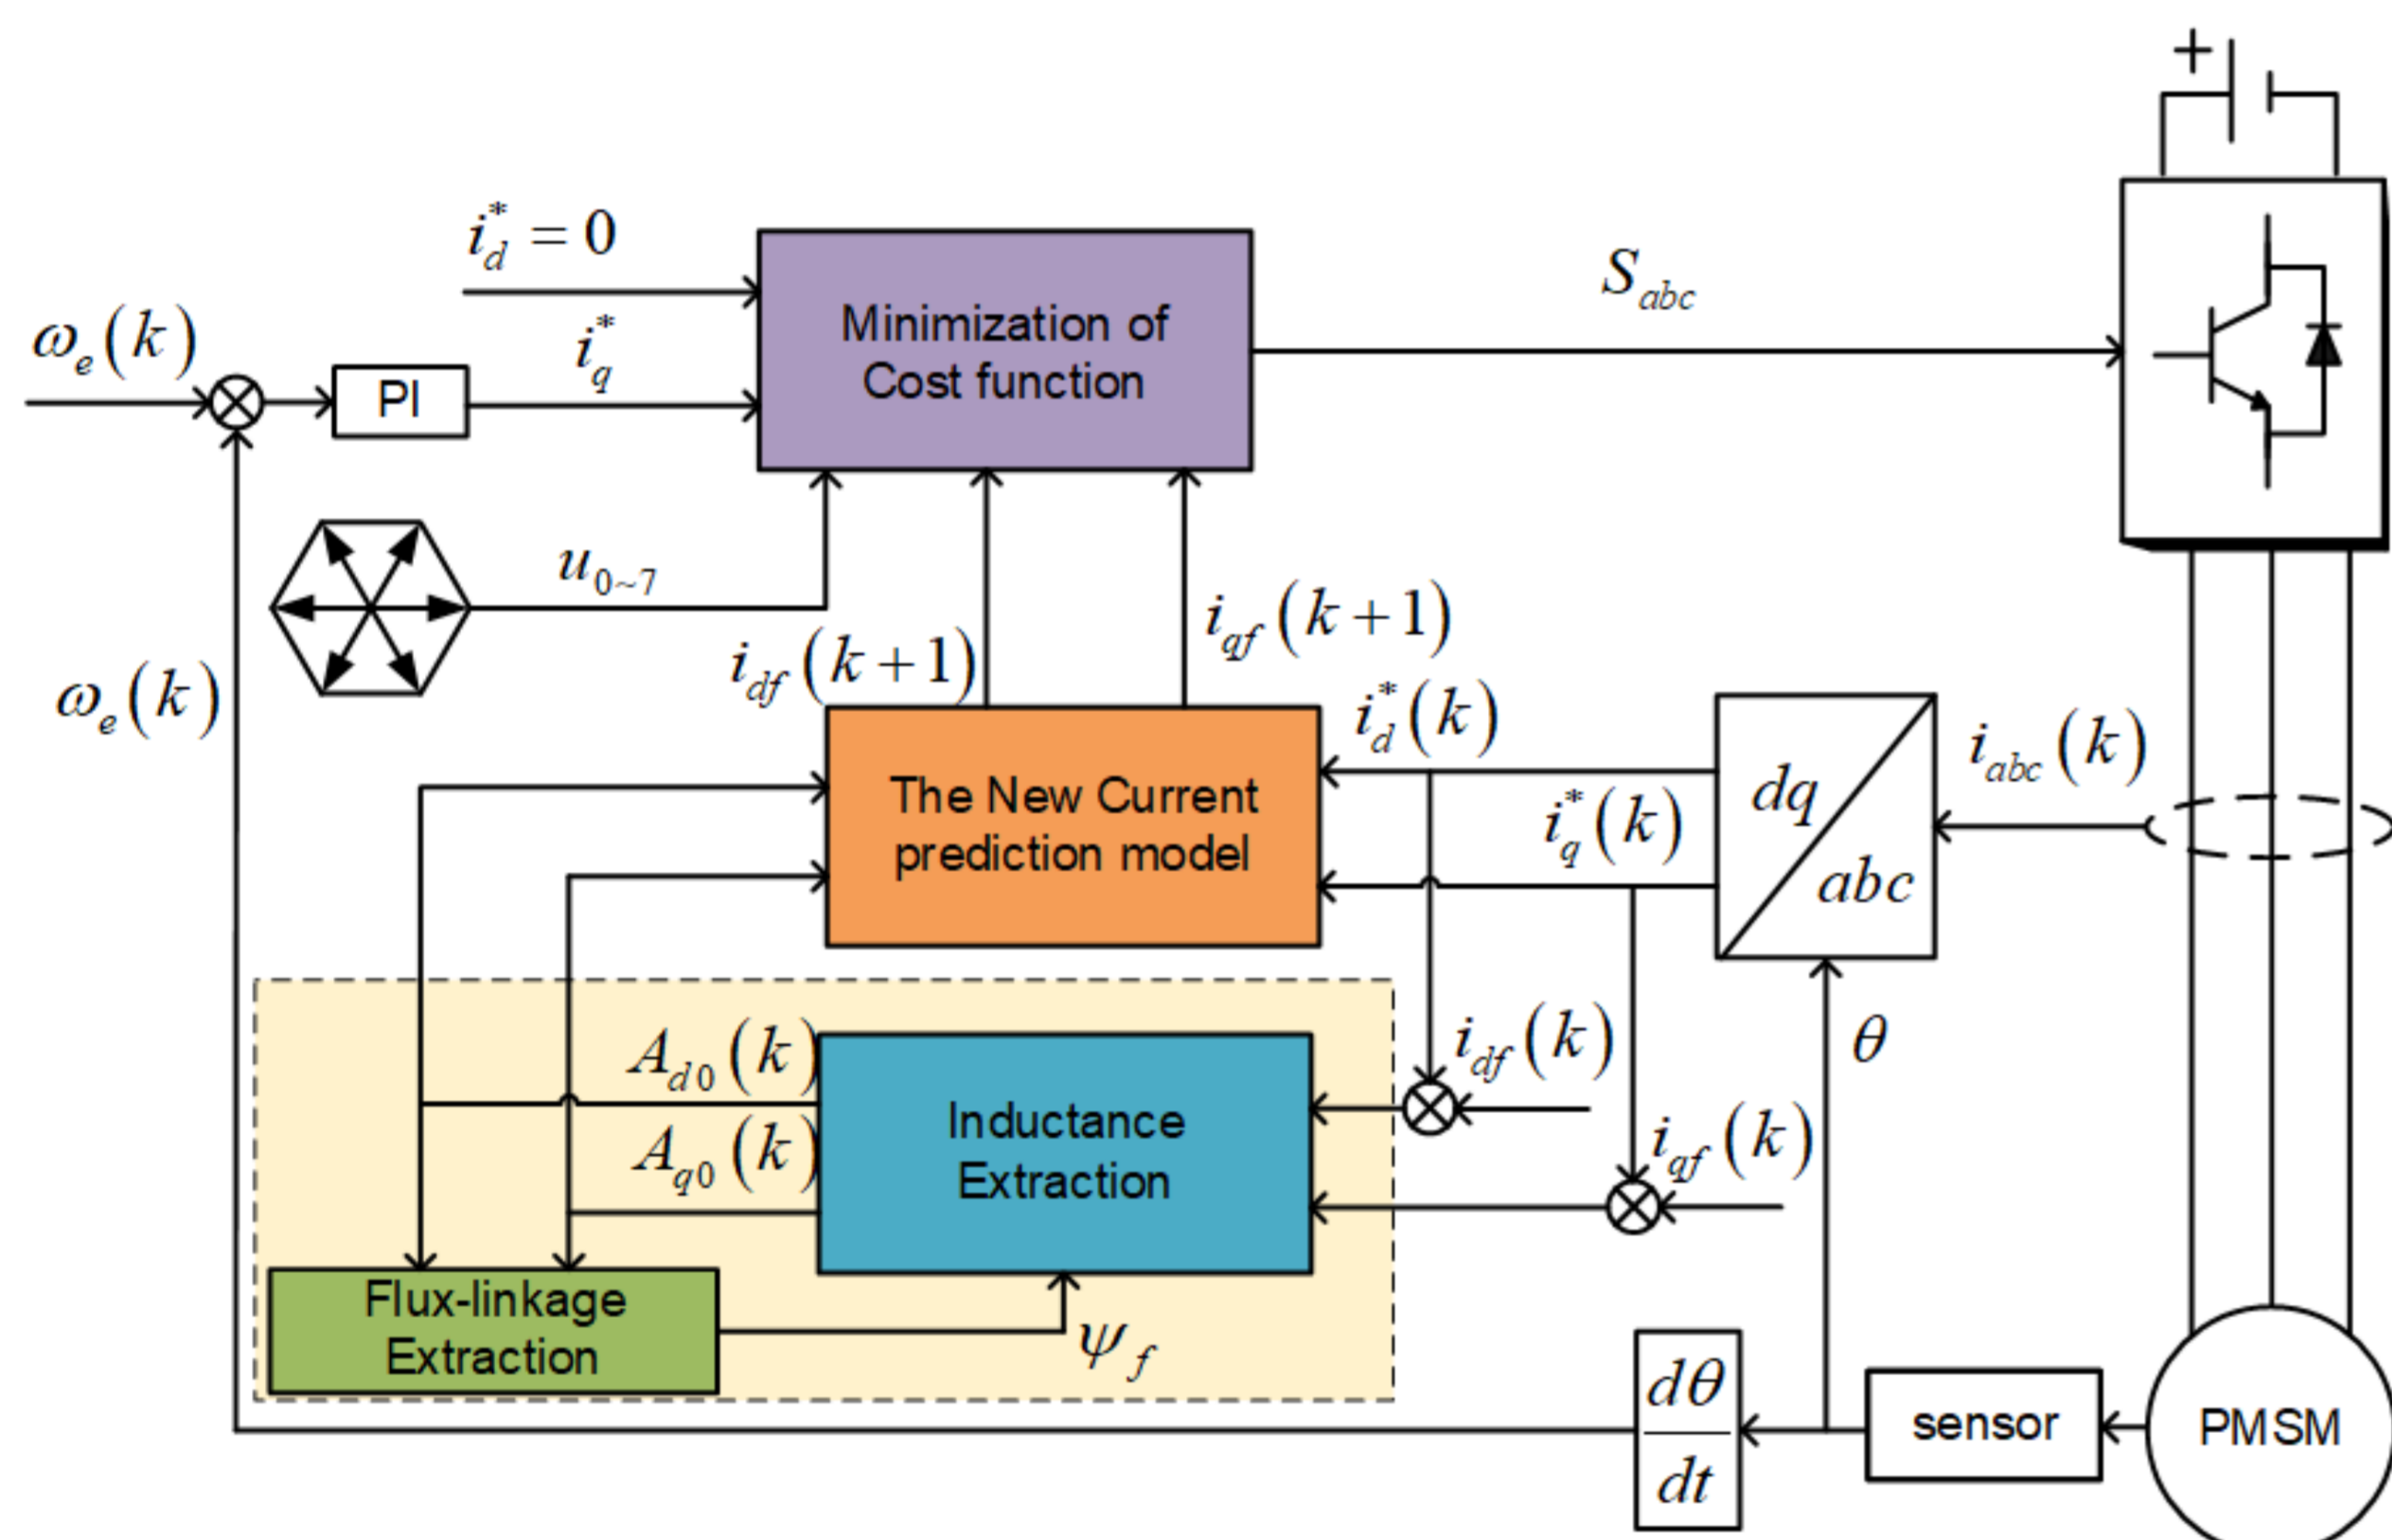 +
i_d^* = 0
S_abc
ω_e(k)
i_q^*
PI
Minimization of
Cost function
u_0~7
i_qf(k+1)
i_df(k+1)
ω_e(k)
i_d^*(k)
i_abc(k)
The New Current
prediction model
i_q^*(k)
dq
abc
A_d0(k)
i_df(k)
θ
Inductance
Extraction
A_q0(k)
i_qf(k)
Flux-linkage
Extraction
ψ_f
dθ
dt
sensor
PMSM